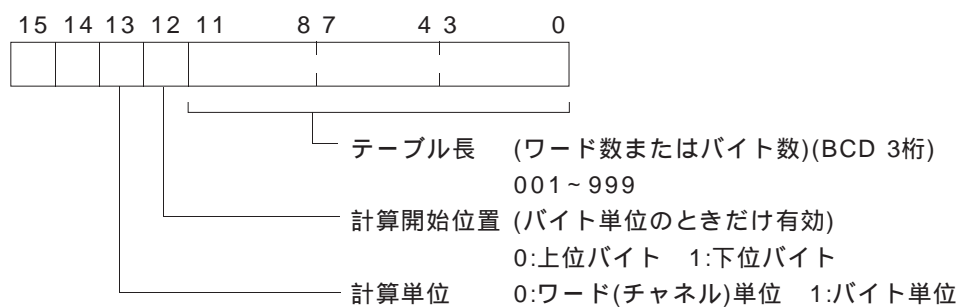 15 14 13 12 11 8 7 4 3 0
テーブル長 (ワード数またはバイト数)(BCD 3桁)
001~999
計算開始位置 (バイト単位のときだけ有効)
0:上位バイト 1:下位バイト
計算単位 0:ワード(チャネル)単位 1:バイト単位